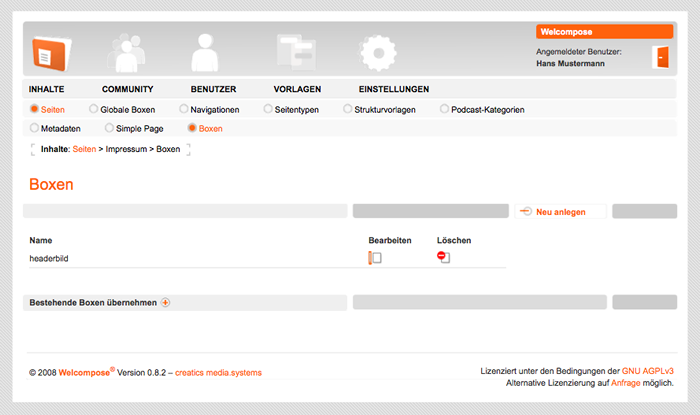 Welcompose
Angemeldeter Benutzer:
Hans Mustermann
INHALTE COMMUNITY BENUTZER VORLAGEN EINSTELLUNGEN
Seiten Globale Boxen Navigationen Seitentypen Strukturvorlagen Podcast-Kategorien
Metadaten Simple Page Boxen
Inhalte: Seiten > Impressum > Boxen
Boxen
Neu anlegen
Name Bearbeiten Löschen
headerbild
Bestehende Boxen übernehmen
© 2008 Welcompose® Version 0.8.2 – creatics media.systems
Lizenziert unter den Bedingungen der GNU AGPLv3
Alternative Lizenzierung auf Anfrage möglich.